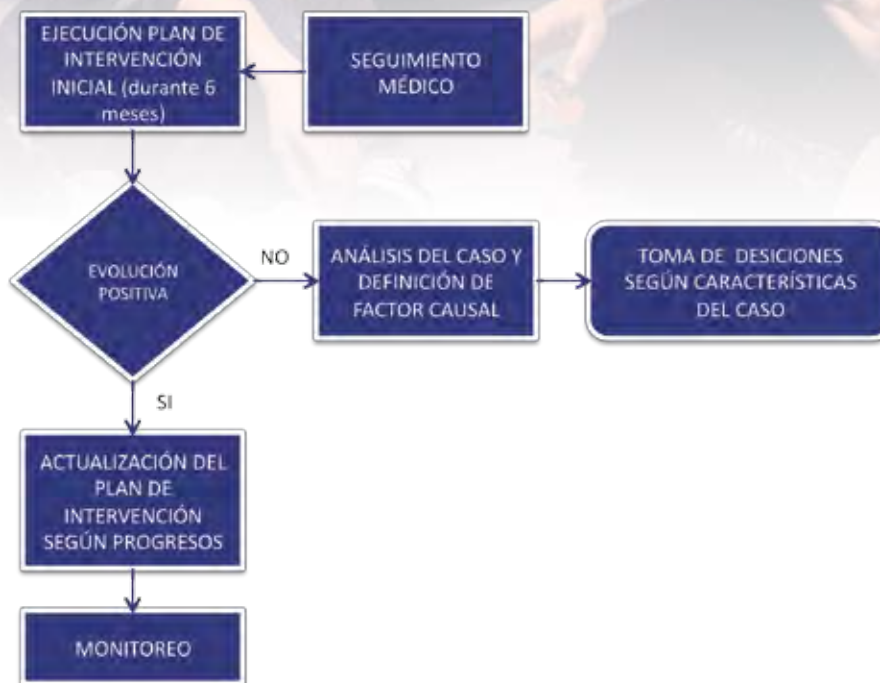 EJECUCIÓN PLAN DE
INTERVENCIÓN
INICIAL (durante 6
meses)
SEGUIMIENTO
MÉDICO
EVOLUCIÓN
POSITIVA
NO
ANÁLISIS DEL CASO Y
DEFINICIÓN DE
FACTOR CAUSAL
TOMA DE DESICIONES
SEGÚN CARACTERÍSTICAS
DEL CASO
SI
ACTUALIZACIÓN DEL
PLAN DE
INTERVENCIÓN
SEGÚN PROGRESOS
MONITOREO